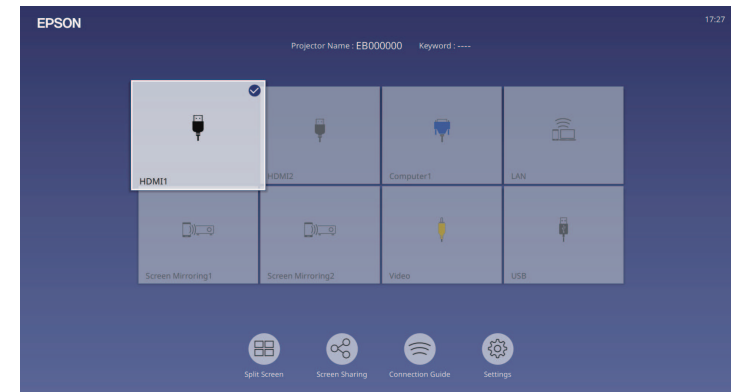 EPSON
17:27
Projector Name : EB000000 Keyword : ----
HDMI1
HDMI2
Computer1
LAN
Screen Mirroring1
Screen Mirroring2
Video
USB
Split Screen
Screen Sharing
Connection Guide
Settings